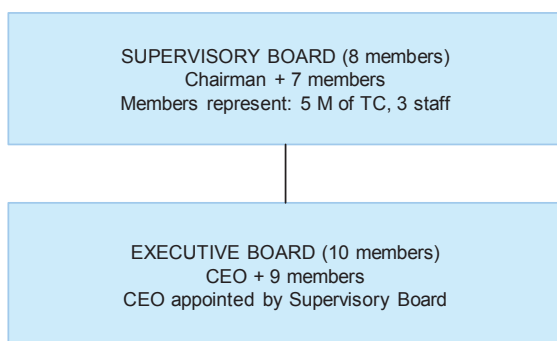 SUPERVISORY BOARD (8 members)
Chairman + 7 members
Members represent: 5 M of TC, 3 staff
EXECUTIVE BOARD (10 members)
CEO + 9 members
CEO appointed by Supervisory Board